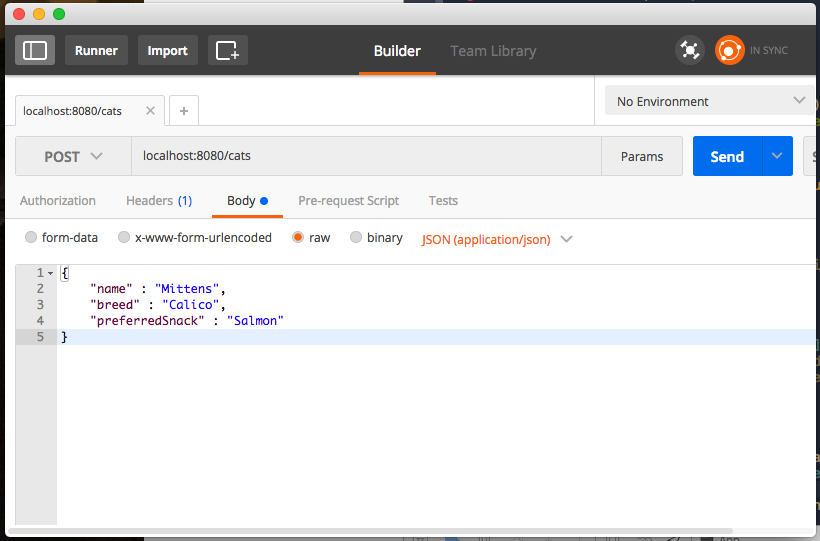 Runner Import Builder Team Library IN SYNC
localhost:8080/cats × + No Environment
POST localhost:8080/cats Params Send
Authorization Headers (1) Body Pre-request Script Tests
form-data x-www-form-urlencoded raw binary JSON (application/json)
1 {
2 "name" : "Mittens",
3 "breed" : "Calico",
4 "preferredSnack" : "Salmon"
5 }